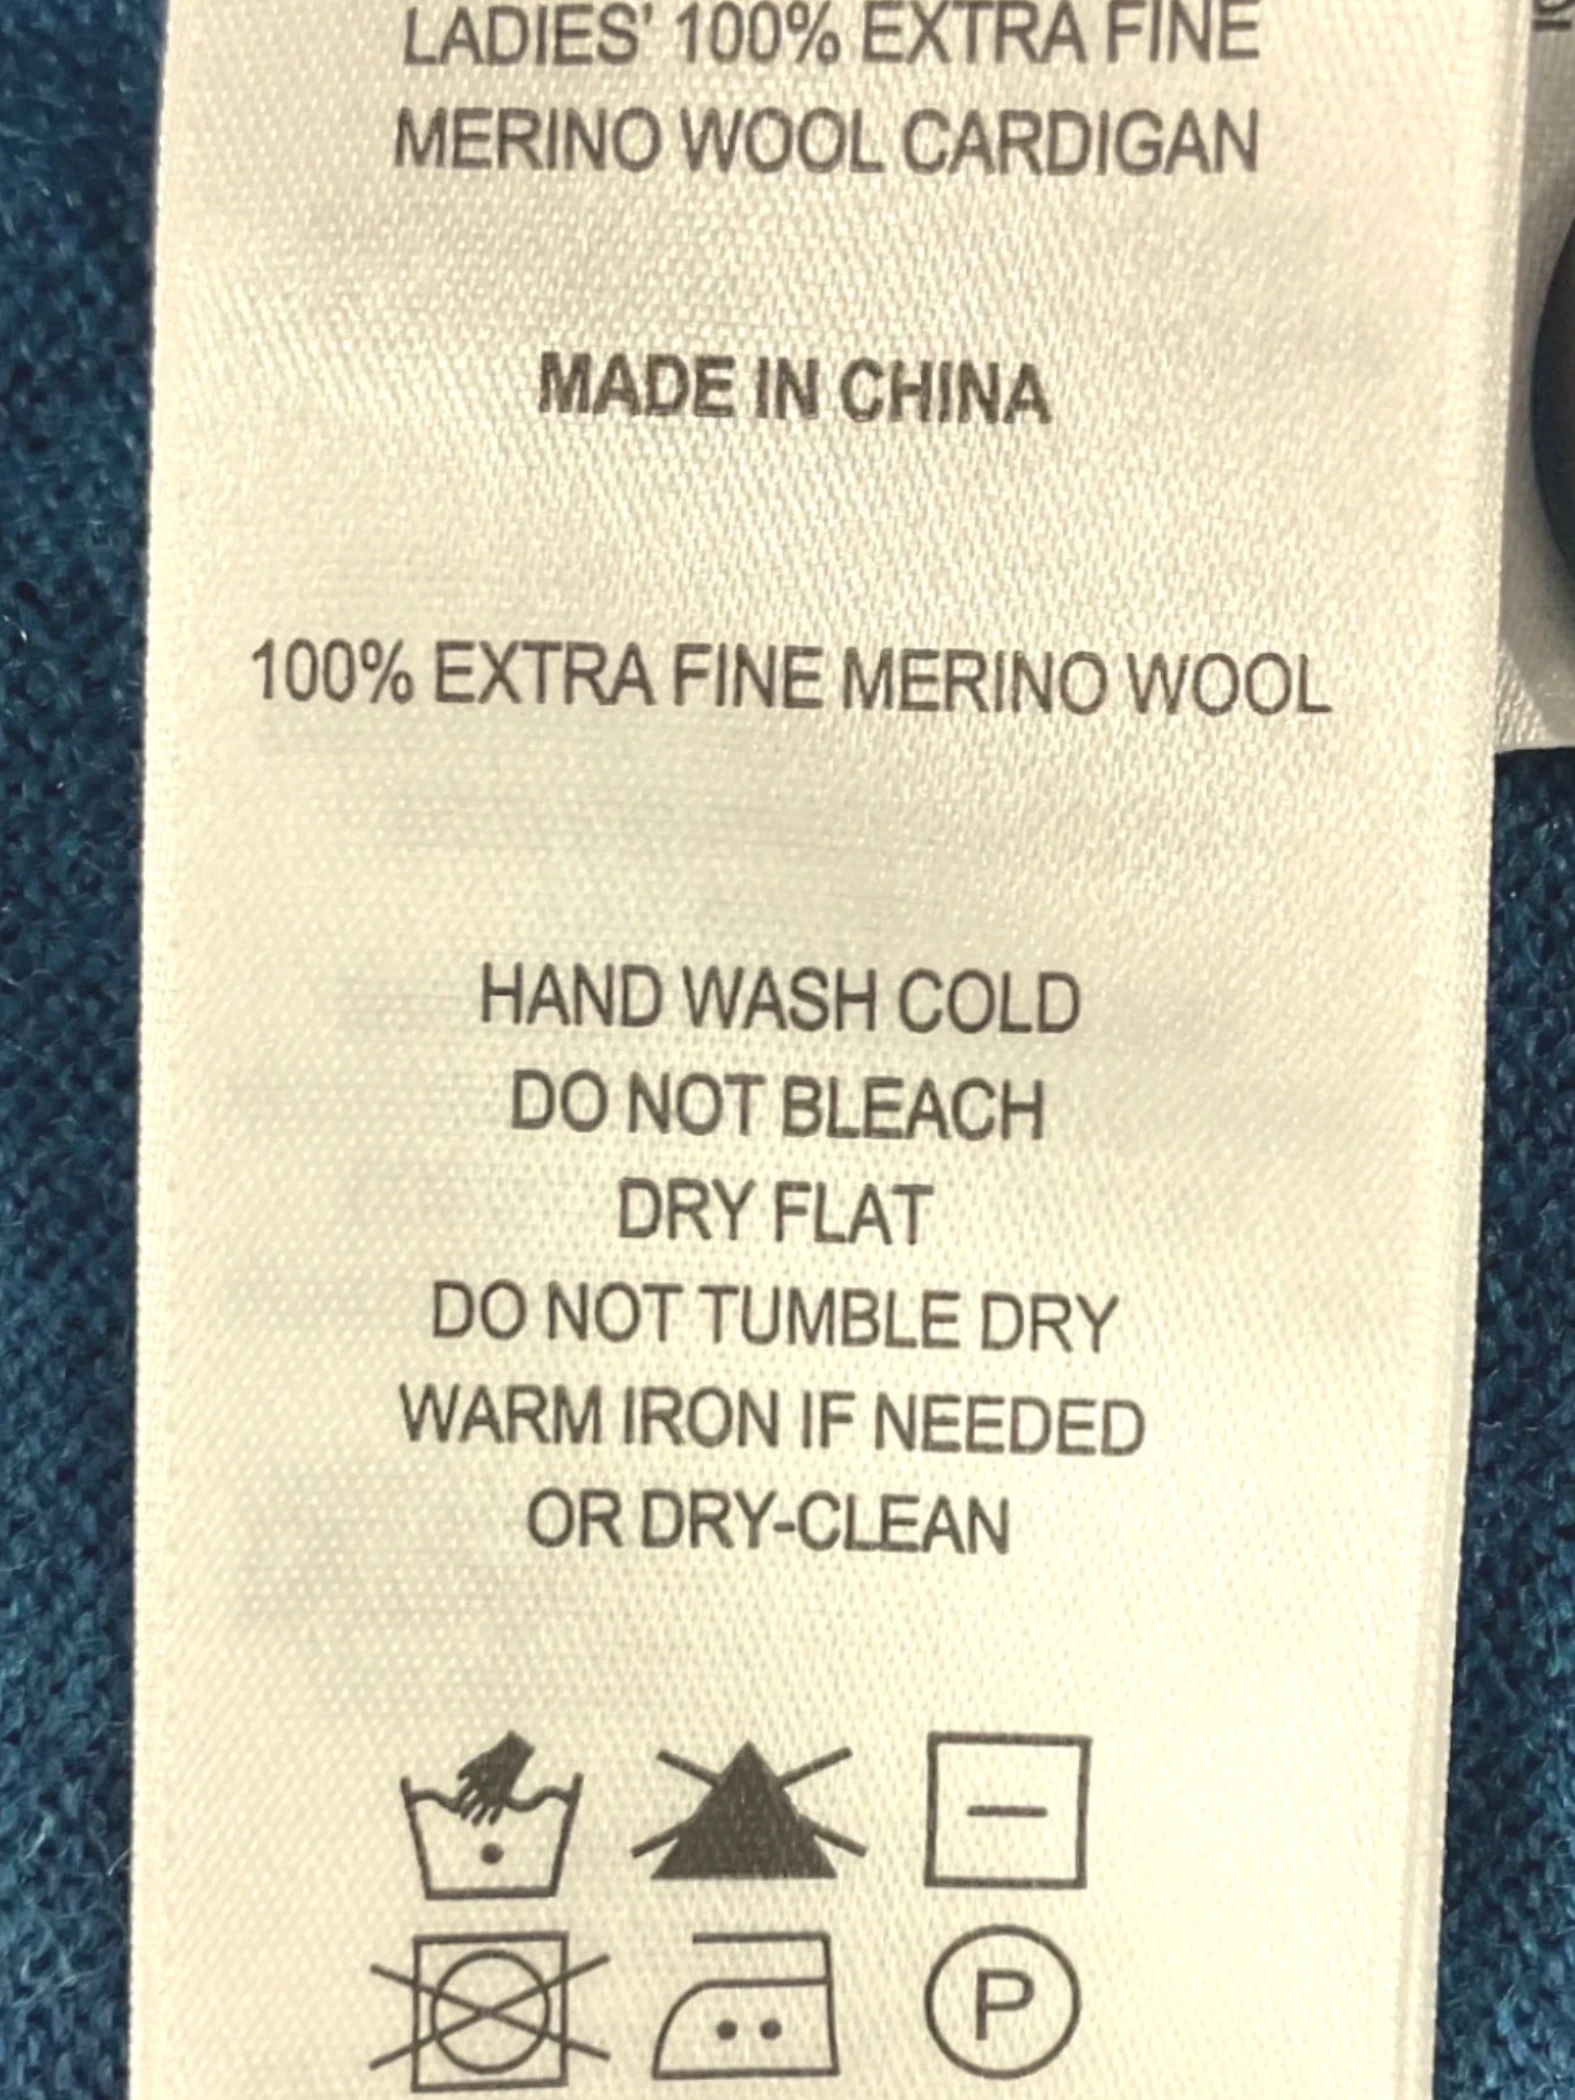 LADIES' 100% EXTRA FINE
MERINO WOOL CARDIGAN
MADE IN CHINA
100% EXTRA FINE MERINO WOOL
HAND WASH COLD
DO NOT BLEACH
DRY FLAT
DO NOT TUMBLE DRY
WARM IRON IF NEEDED
OR DRY-CLEAN
P